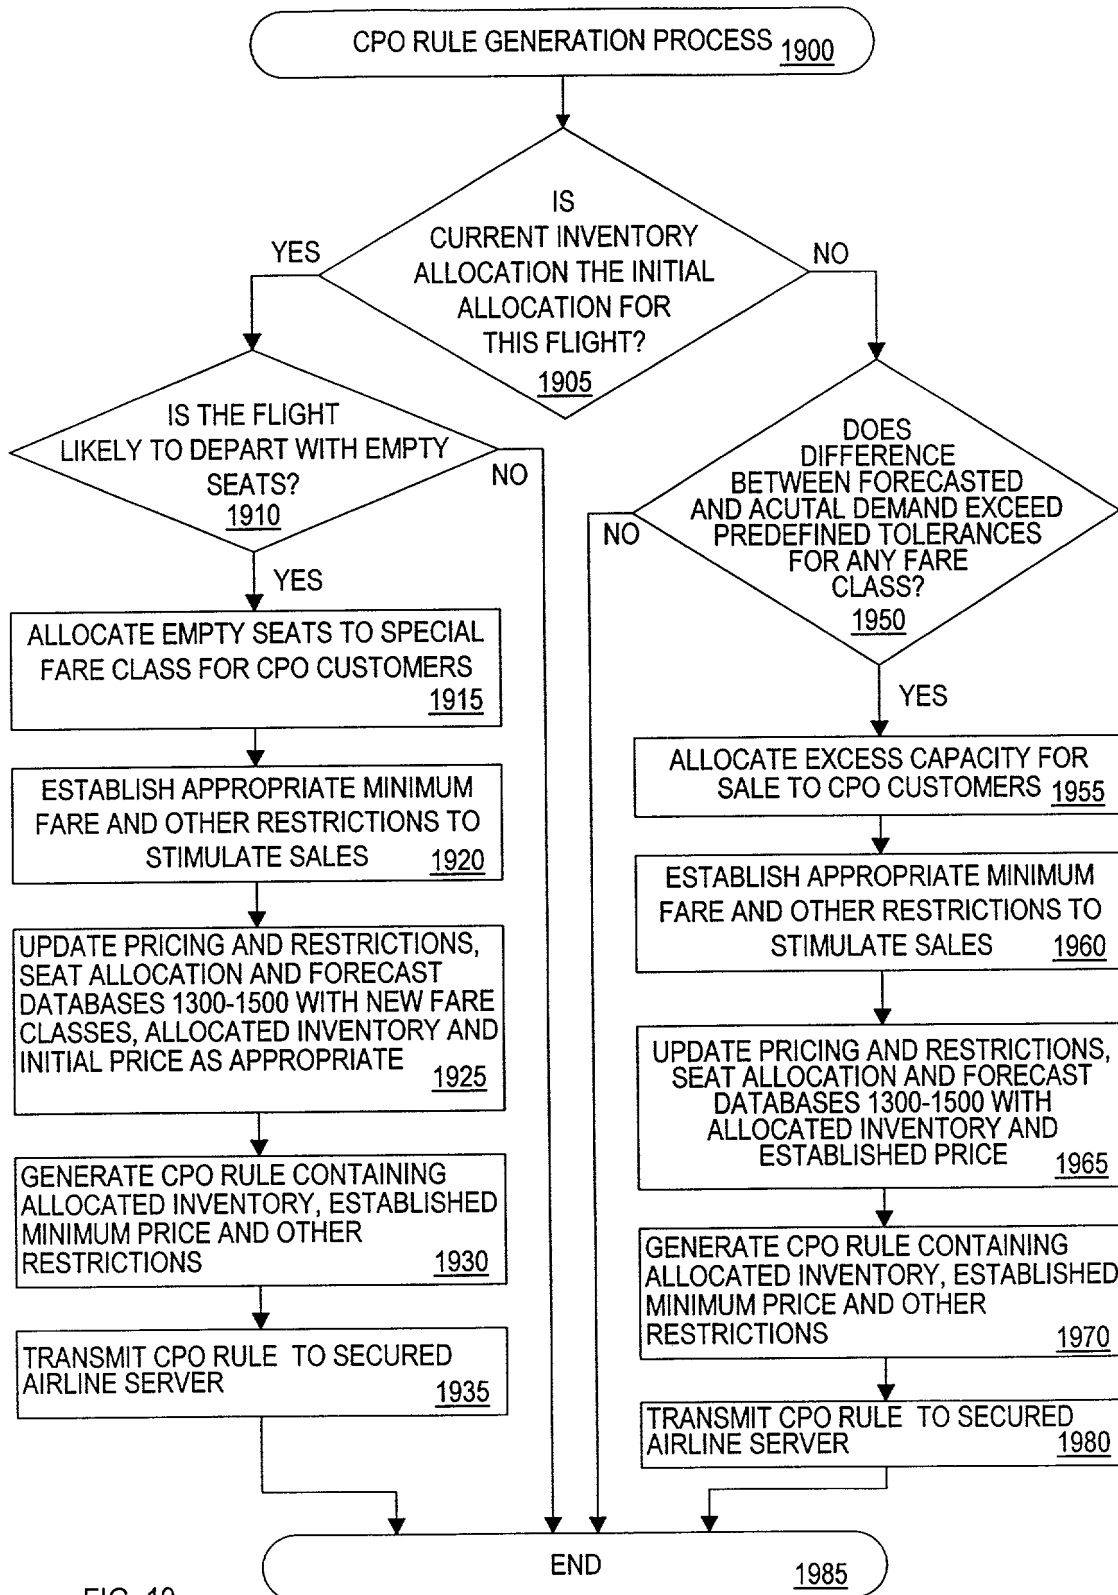 CPO RULE GENERATION PROCESS 1900
IS
CURRENT INVENTORY
ALLOCATION THE INITIAL
ALLOCATION FOR
THIS FLIGHT?
1905
YES
NO
IS THE FLIGHT
LIKELY TO DEPART WITH EMPTY
SEATS?
1910
NO
YES
ALLOCATE EMPTY SEATS TO SPECIAL
FARE CLASS FOR CPO CUSTOMERS
1915
ESTABLISH APPROPRIATE MINIMUM
FARE AND OTHER RESTRICTIONS TO
STIMULATE SALES 1920
UPDATE PRICING AND RESTRICTIONS,
SEAT ALLOCATION AND FORECAST
DATABASES 1300-1500 WITH NEW FARE
CLASSES, ALLOCATED INVENTORY AND
INITIAL PRICE AS APPROPRIATE
1925
GENERATE CPO RULE CONTAINING
ALLOCATED INVENTORY, ESTABLISHED
MINIMUM PRICE AND OTHER
RESTRICTIONS 1930
TRANSMIT CPO RULE TO SECURED
AIRLINE SERVER 1935
DOES
DIFFERENCE
BETWEEN FORECASTED
AND ACUTAL DEMAND EXCEED
PREDEFINED TOLERANCES
FOR ANY FARE
CLASS?
1950
NO
YES
ALLOCATE EXCESS CAPACITY FOR
SALE TO CPO CUSTOMERS 1955
ESTABLISH APPROPRIATE MINIMUM
FARE AND OTHER RESTRICTIONS TO
STIMULATE SALES 1960
UPDATE PRICING AND RESTRICTIONS,
SEAT ALLOCATION AND FORECAST
DATABASES 1300-1500 WITH
ALLOCATED INVENTORY AND
ESTABLISHED PRICE 1965
GENERATE CPO RULE CONTAINING
ALLOCATED INVENTORY, ESTABLISHED
MINIMUM PRICE AND OTHER
RESTRICTIONS 1970
TRANSMIT CPO RULE TO SECURED
AIRLINE SERVER 1980
END 1985
FIG. 19